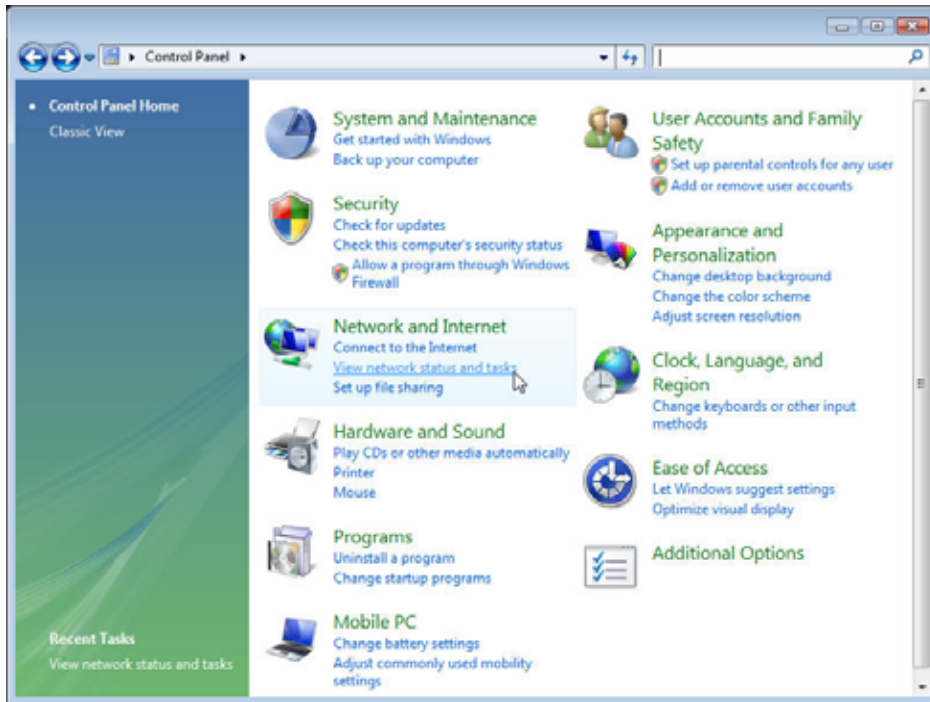 Control Panel
Control Panel Home
Classic View
System and Maintenance
Get started with Windows
Back up your computer
Security
Check for updates
Check this computer's security status
Allow a program through Windows
Firewall
Network and Internet
Connect to the Internet
View network status and tasks
Set up file sharing
Hardware and Sound
Play CDs or other media automatically
Printer
Mouse
Programs
Uninstall a program
Change startup programs
Mobile PC
Change battery settings
Adjust commonly used mobility
settings
User Accounts and Family
Safety
Set up parental controls for any user
Add or remove user accounts
Appearance and
Personalization
Change desktop background
Change the color scheme
Adjust screen resolution
Clock, Language, and
Region
Change keyboards or other input
methods
Ease of Access
Let Windows suggest settings
Optimize visual display
Additional Options
Recent Tasks
View network status and tasks